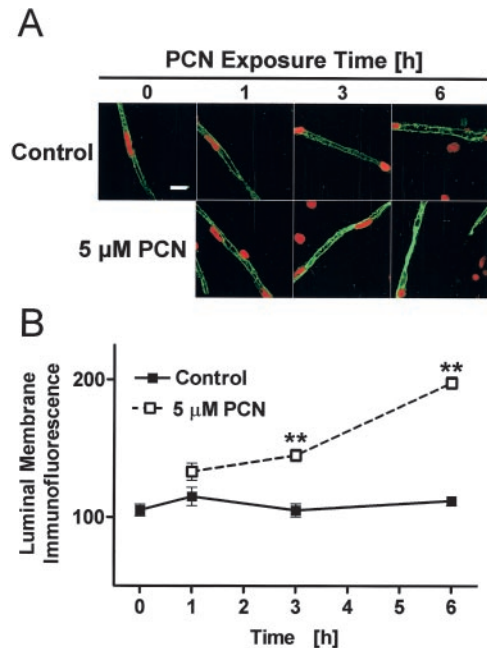 A
PCN Exposure Time [h]
0 1 3 6
Control
5 µM PCN
B
Luminal Membrane
Immunofluorescence
200
100
Control
5 µM PCN
**
**
0 1 2 3 4 5 6
Time [h]